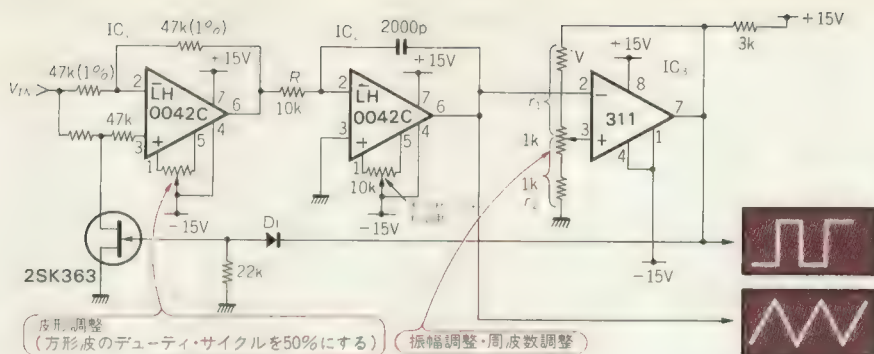 47k(1%)
IC
47k(1%)
VIN
2
LH
0042C
+15V
7
6
47k
3
+
1
5
4
-15V
R
10k
2000p
2
LH
0042C
+15V
7
6
3
+
1
5
4
10k
-15V
+15V
3k
V
r1
1k
1k
+15V
8
IC3
2
-
311
7
3
+
4
1
-15V
2SK363
D1
22k
波形調整
(方形波のデューティ・サイクルを50%にする)
振幅調整・周波数調整